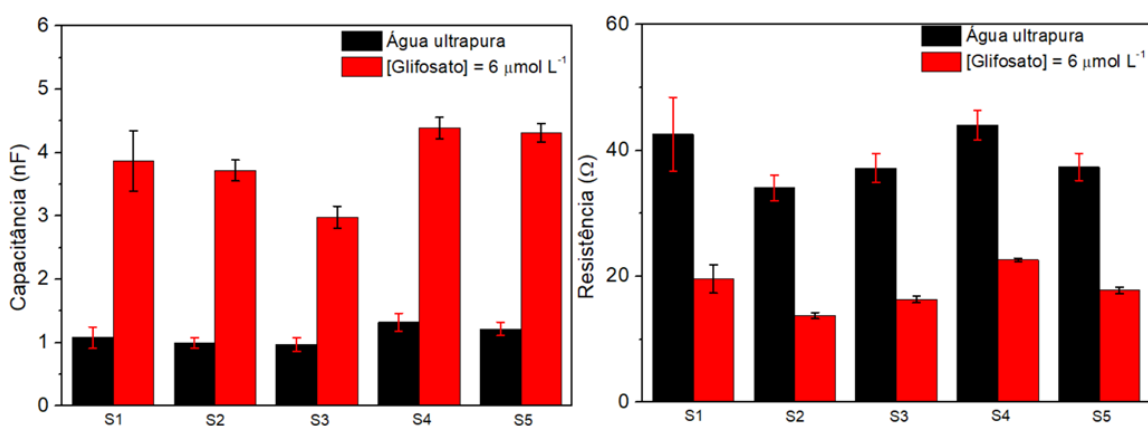 Capacitância (nF)
6
5
4
3
2
1
0
Água ultrapura
[Glifosato] = 6 µmol L⁻¹
S1 S2 S3 S4 S5
Resistência (Ω)
60
40
20
0
Água ultrapura
[Glifosato] = 6 µmol L⁻¹
S1 S2 S3 S4 S5